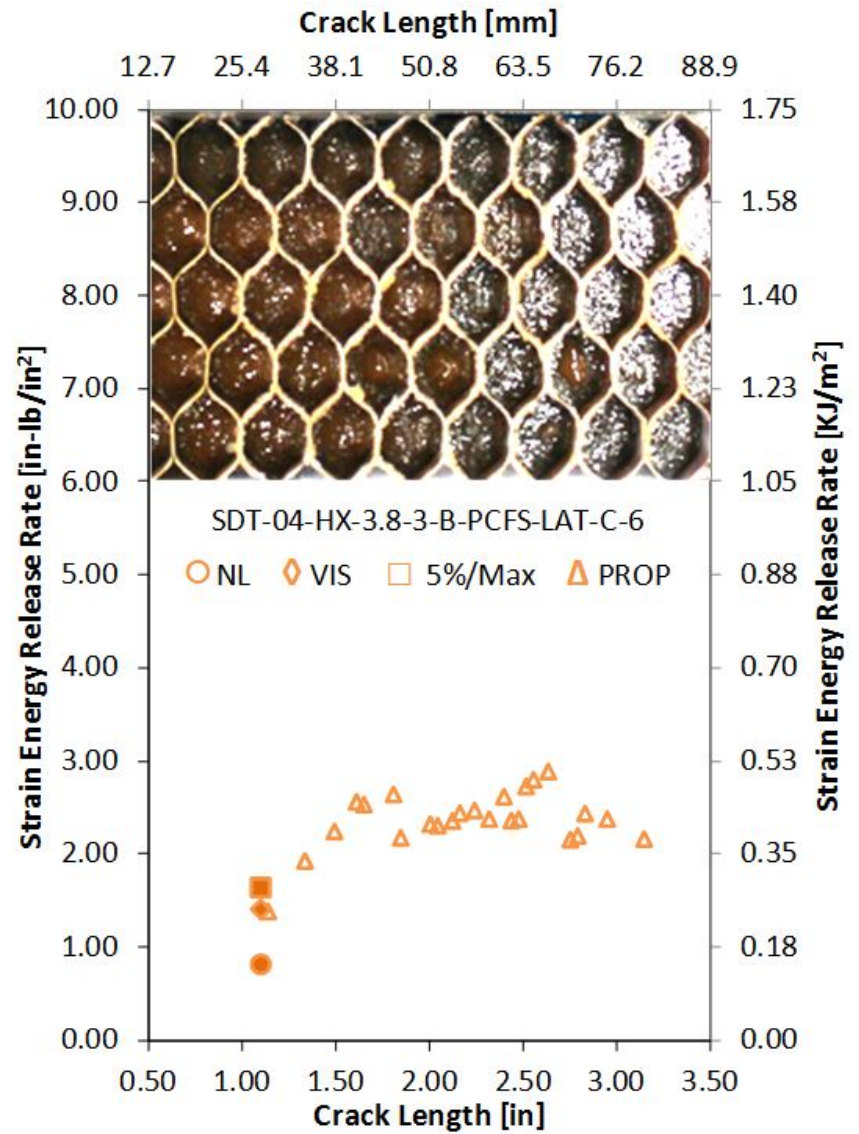 Crack Length [mm]
12.7 25.4 38.1 50.8 63.5 76.2 88.9
10.00 1.75
9.00 1.58
8.00 1.40
7.00 1.23
6.00 1.05
SDT-04-HX-3.8-3-B-PCFS-LAT-C-6
NL VIS 5%/Max PROP
5.00 0.88
4.00 0.70
3.00 0.53
2.00 0.35
1.00 0.18
0.00 0.00
Strain Energy Release Rate [in-lb/in²]
Strain Energy Release Rate [KJ/m²]
0.50 1.00 1.50 2.00 2.50 3.00 3.50
Crack Length [in]